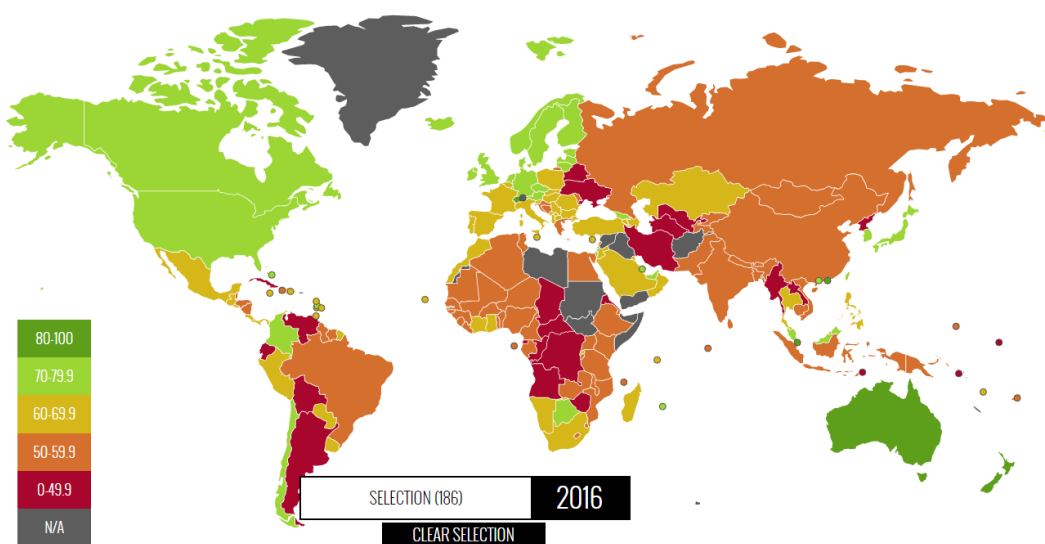 80-100
70-79.9
60-69.9
50-59.9
0-49.9
N/A
SELECTION (186)
2016
CLEAR SELECTION